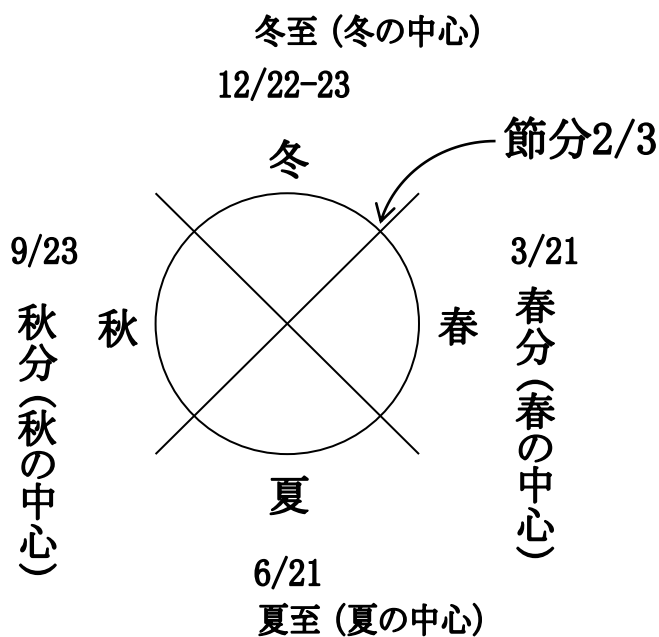 冬至 (冬の中心)
12/22-23
冬
節分2/3
9/23
秋分(秋の中心)
秋
春
3/21
春分(春の中心)
夏
6/21
夏至 (夏の中心)